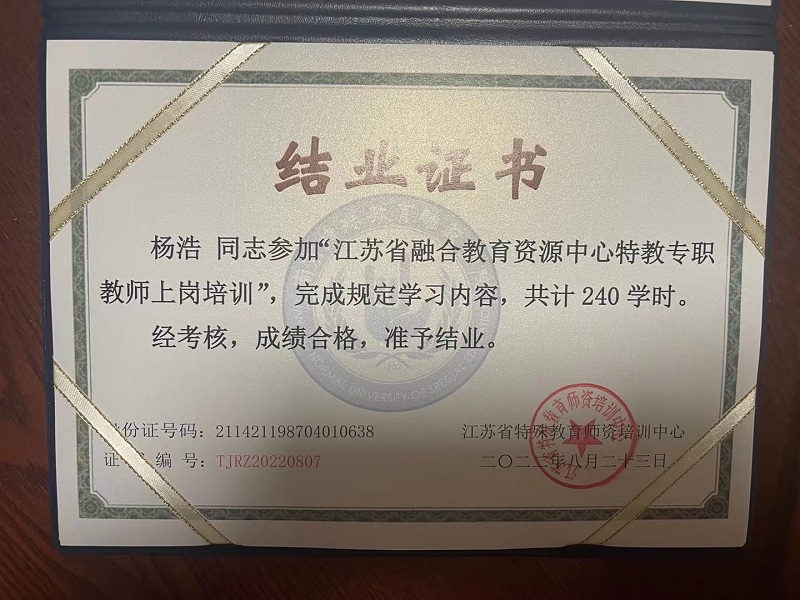 结业证书
杨浩 同志参加“江苏省融合教育资源中心特教专职
教师上岗培训”，完成规定学习内容，共计 240 学时。
经考核，成绩合格，准予结业。
身份证号码：211421198704010638
证书编号：TJRZ20220807
江苏省特殊教育师资培训中心
二〇二二年八月二十三日